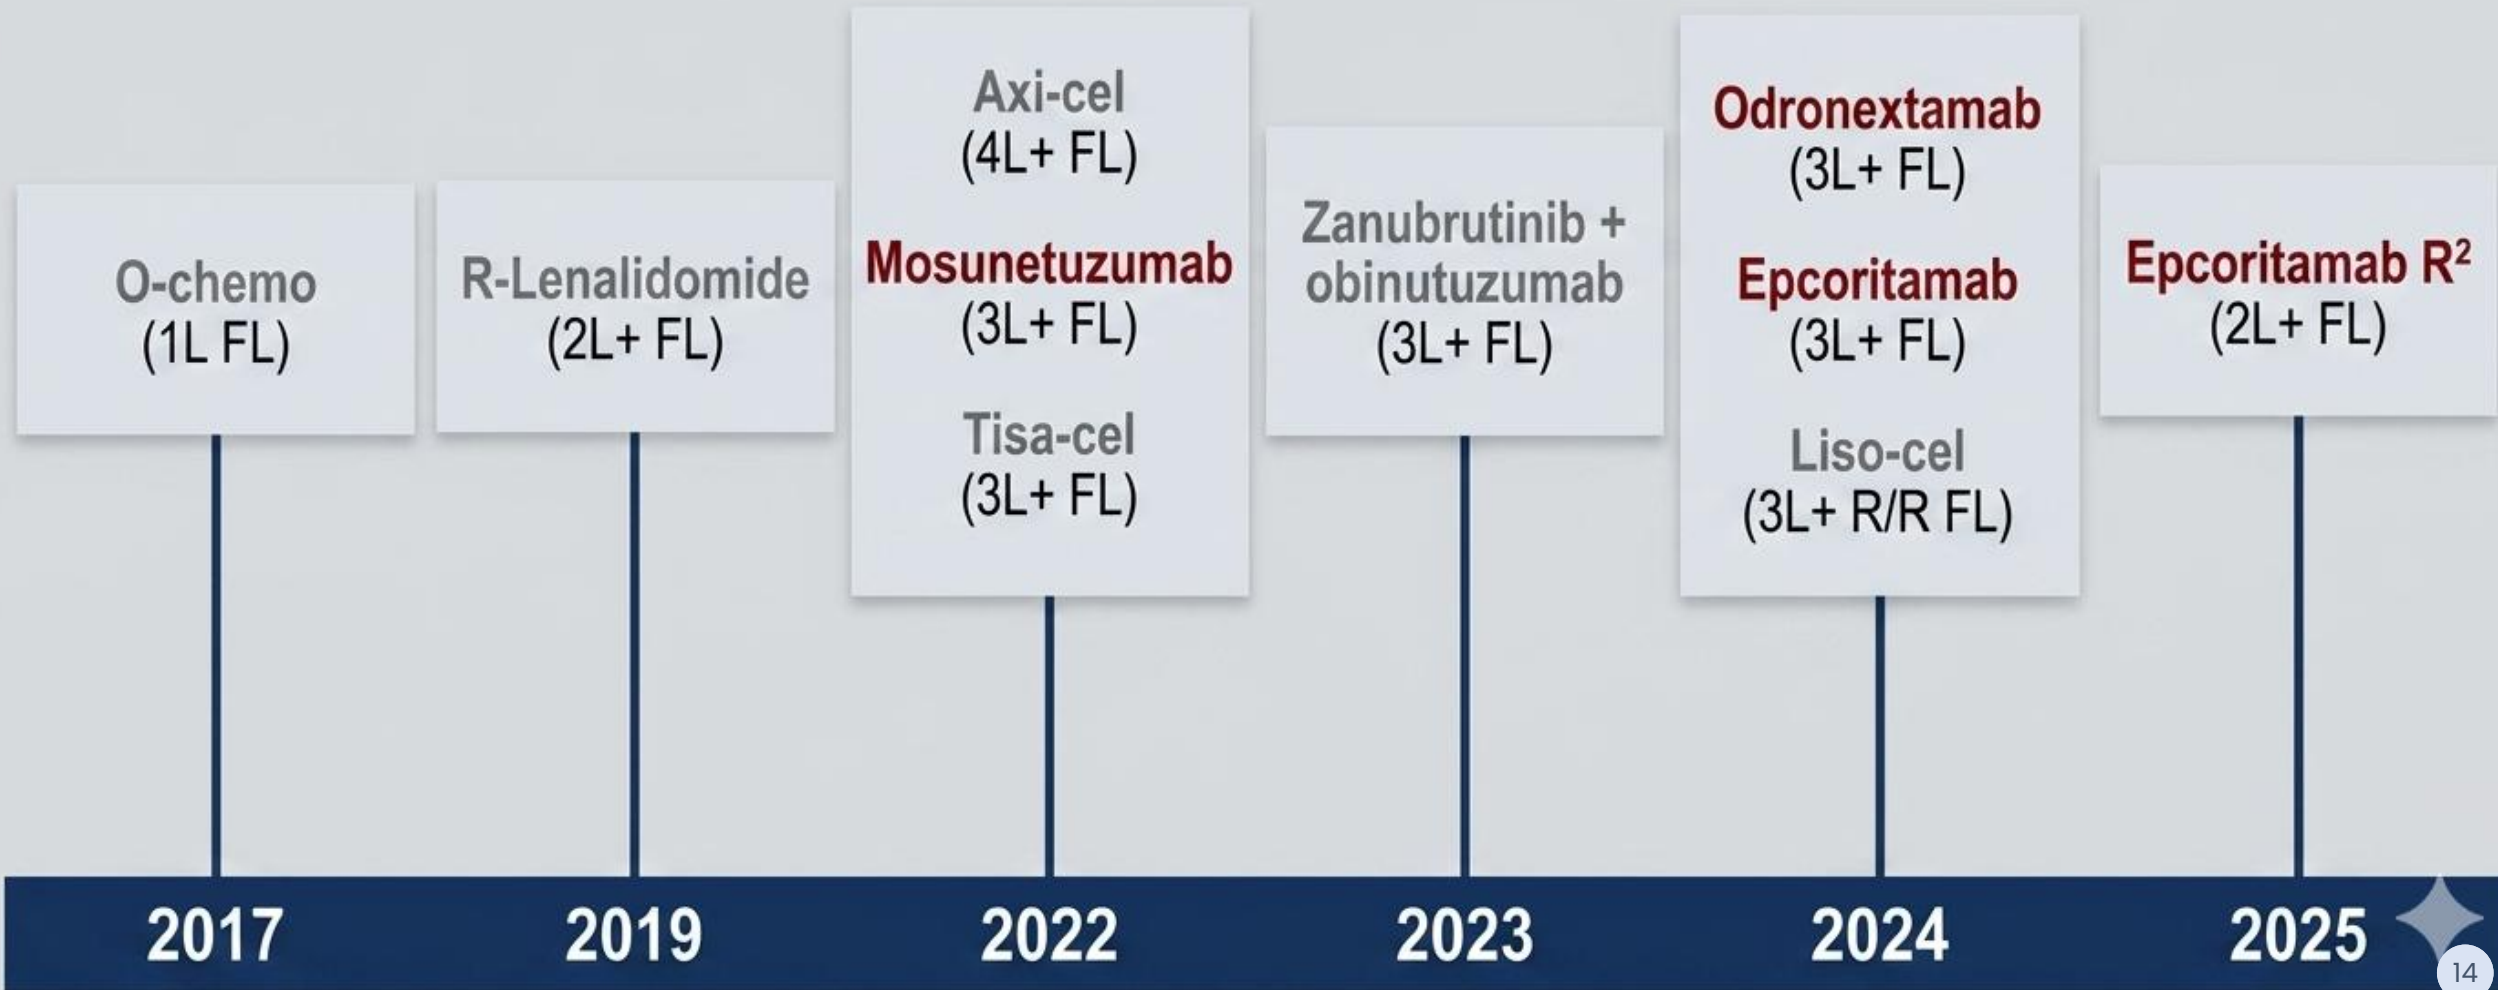 O-chemo
(1L FL)
R-Lenalidomide
(2L+ FL)
Axi-cel
(4L+ FL)
Mosunetuzumab
(3L+ FL)
Tisa-cel
(3L+ FL)
Zanubrutinib +
obinutuzumab
(3L+ FL)
Odronextamab
(3L+ FL)
Epcoritamab
(3L+ FL)
Liso-cel
(3L+ R/R FL)
Epcoritamab R²
(2L+ FL)
2017
2019
2022
2023
2024
2025
14